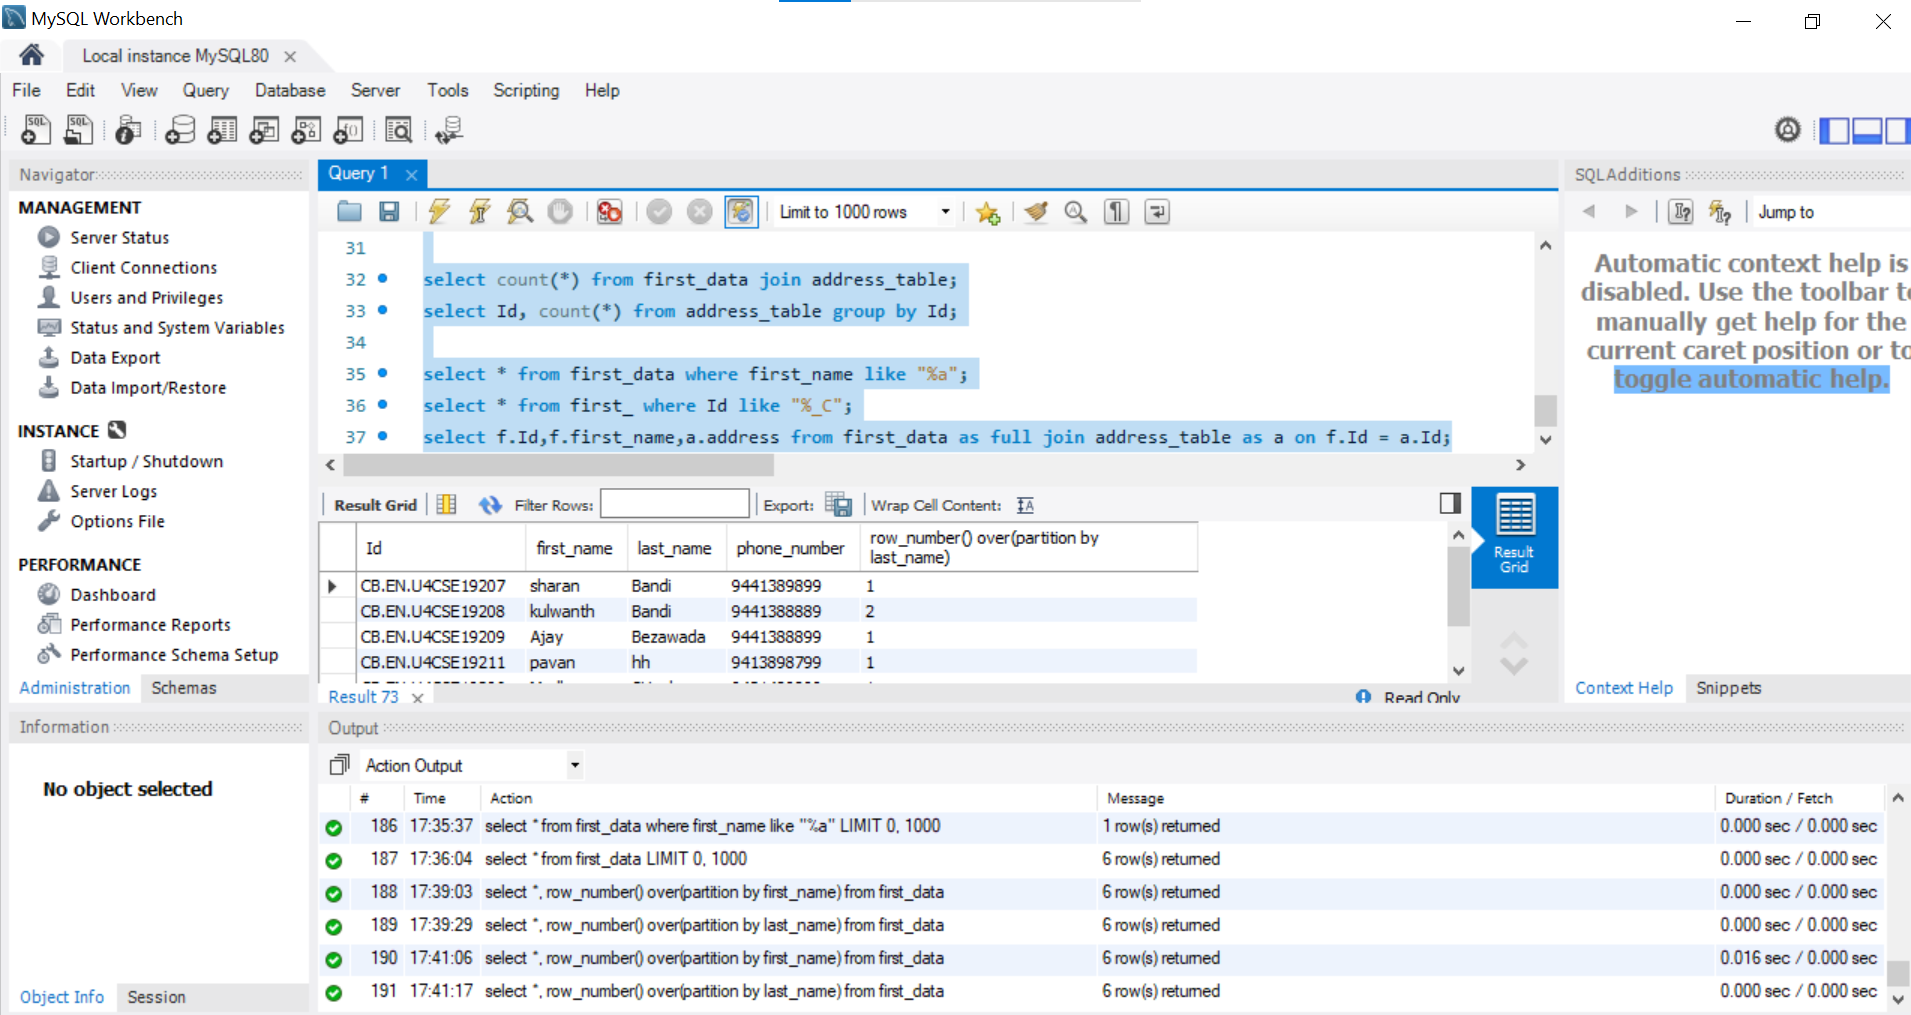 MySQL Workbench
Local instance MySQL80
File Edit View Query Database Server Tools Scripting Help
Navigator
MANAGEMENT
Server Status
Client Connections
Users and Privileges
Status and System Variables
Data Export
Data Import/Restore
INSTANCE
Startup / Shutdown
Server Logs
Options File
PERFORMANCE
Dashboard
Performance Reports
Performance Schema Setup
Administration Schemas
Information
No object selected
Object Info Session
Query 1
Limit to 1000 rows
31
32 select count(*) from first_data join address_table;
33 select Id, count(*) from address_table group by Id;
34
35 select * from first_data where first_name like "%a";
36 select * from first_ where Id like "%_C";
37 select f.Id,f.first_name,a.address from first_data as full join address_table as a on f.Id = a.Id;
Result Grid Filter Rows: Export: Wrap Cell Content:
Id first_name last_name phone_number row_number() over(partition by last_name)
CB.EN.U4CSE19207 sharan Bandi 9441389899 1
CB.EN.U4CSE19208 kulwanth Bandi 9441388889 2
CB.EN.U4CSE19209 Ajay Bezawada 9441388899 1
CB.EN.U4CSE19211 pavan hh 9413898799 1
Result Grid
Result 73 Read Only
SQLAdditions
Jump to
Automatic context help is
disabled. Use the toolbar to
manually get help for the
current caret position or to
toggle automatic help.
Context Help Snippets
Output
Action Output
# Time Action Message Duration / Fetch
186 17:35:37 select * from first_data where first_name like "%a" LIMIT 0, 1000 1 row(s) returned 0.000 sec / 0.000 sec
187 17:36:04 select * from first_data LIMIT 0, 1000 6 row(s) returned 0.000 sec / 0.000 sec
188 17:39:03 select *, row_number() over(partition by first_name) from first_data 6 row(s) returned 0.000 sec / 0.000 sec
189 17:39:29 select *, row_number() over(partition by last_name) from first_data 6 row(s) returned 0.000 sec / 0.000 sec
190 17:41:06 select *, row_number() over(partition by first_name) from first_data 6 row(s) returned 0.016 sec / 0.000 sec
191 17:41:17 select *, row_number() over(partition by last_name) from first_data 6 row(s) returned 0.000 sec / 0.000 sec